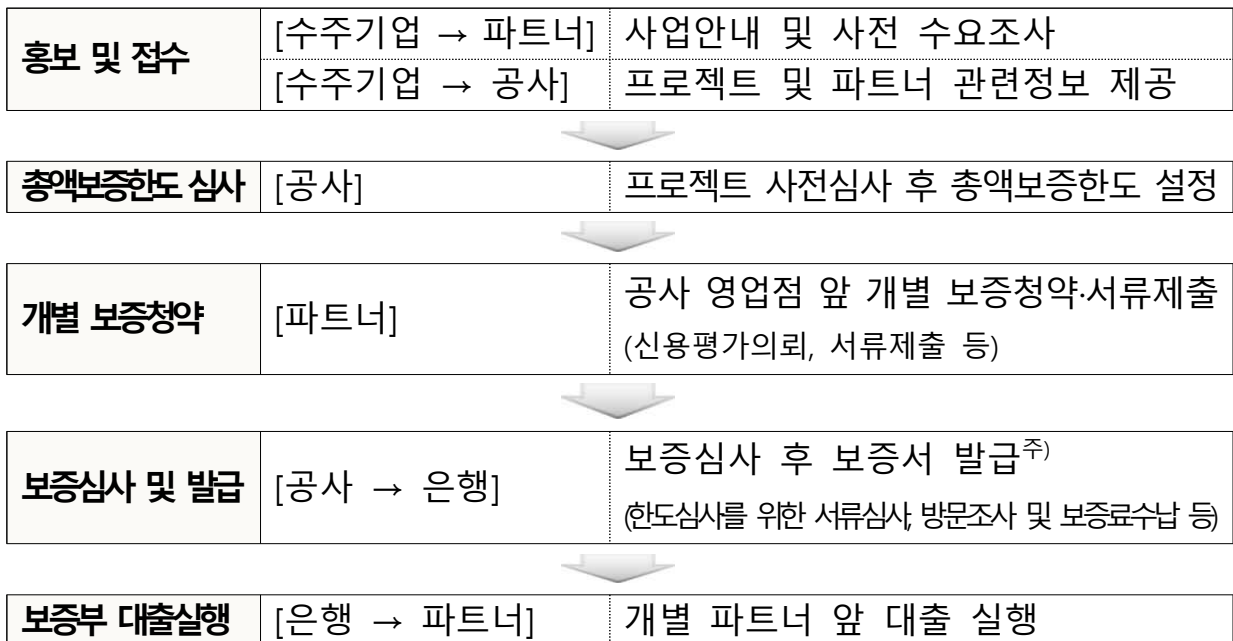 홍보 및 접수
[수주기업 → 파트너] 사업안내 및 사전 수요조사
[수주기업 → 공사] 프로젝트 및 파트너 관련정보 제공
총액보증한도 심사 [공사] 프로젝트 사전심사 후 총액보증한도 설정
개별 보증청약 [파트너] 공사 영업점 앞 개별 보증청약·서류제출
(신용평가의뢰, 서류제출 등)
보증심사 및 발급 [공사 → 은행] 보증심사 후 보증서 발급주)
(한도심사를 위한 서류심사, 방문조사 및 보증료수납 등)
보증부 대출실행 [은행 → 파트너] 개별 파트너 앞 대출 실행